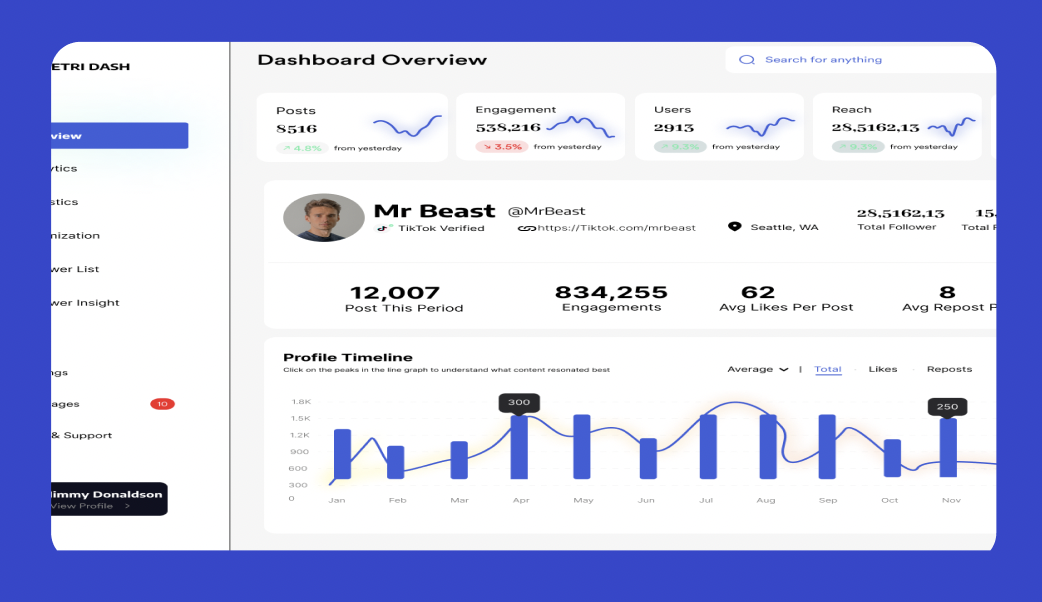 ETRI DASH
view
ytics
stics
nization
wer List
wer Insight
ngs
ages 10
& Support
Jimmy Donaldson
View Profile >
Dashboard Overview
Search for anything
Posts
8516
4.8% from yesterday
Engagement
538,216
3.5% from yesterday
Users
2913
9.3% from yesterday
Reach
28,5162,13
9.3% from yesterday
Mr Beast @MrBeast
TikTok Verified https://Tiktok.com/mrbeast
Seattle, WA
28,5162,13 15,
Total Follower Total F
12,007 834,255 62 8
Post This Period Engagements Avg Likes Per Post Avg Repost P
Profile Timeline
Click on the peaks in the line graph to understand what content resonated best
Average | Total Likes Reposts
1.8K
1.5K
1.2K
900
600
300
0
300
250
Jan Feb Mar Apr May Jun Jul Aug Sep Oct Nov